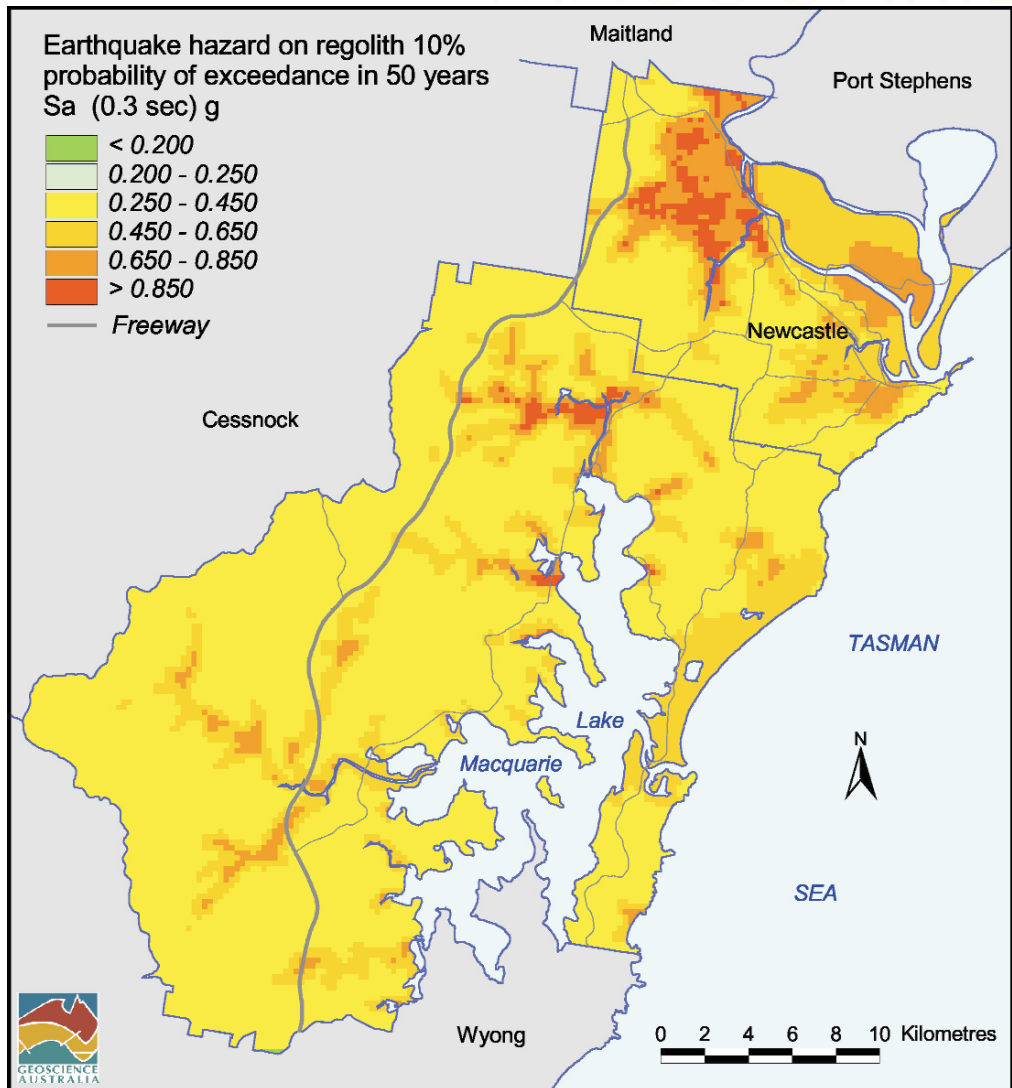 Earthquake hazard on regolith 10%
probability of exceedance in 50 years
Sa (0.3 sec) g
< 0.200
0.200 - 0.250
0.250 - 0.450
0.450 - 0.650
0.650 - 0.850
> 0.850
Freeway
Maitland
Port Stephens
Newcastle
Cessnock
TASMAN
Lake
Macquarie
N
SEA
Wyong
0 2 4 6 8 10 Kilometres
GEOSCIENCE
AUSTRALIA